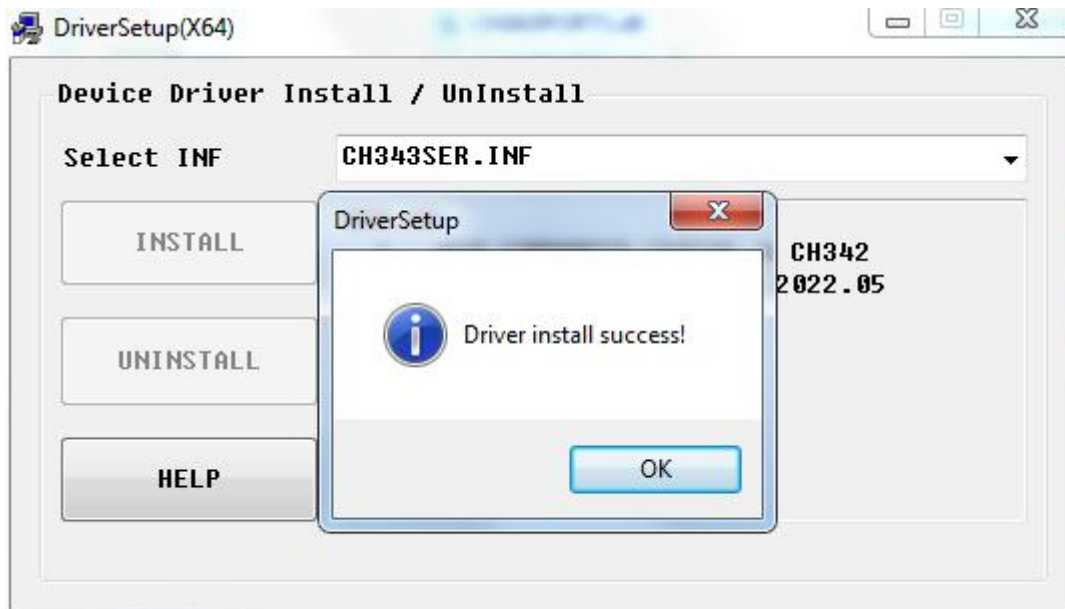 DriverSetup(X64)
Device Driver Install / UnInstall
Select INF
CH343SER.INF
INSTALL
CH342
2022.05
UNINSTALL
HELP
DriverSetup
Driver install success!
OK